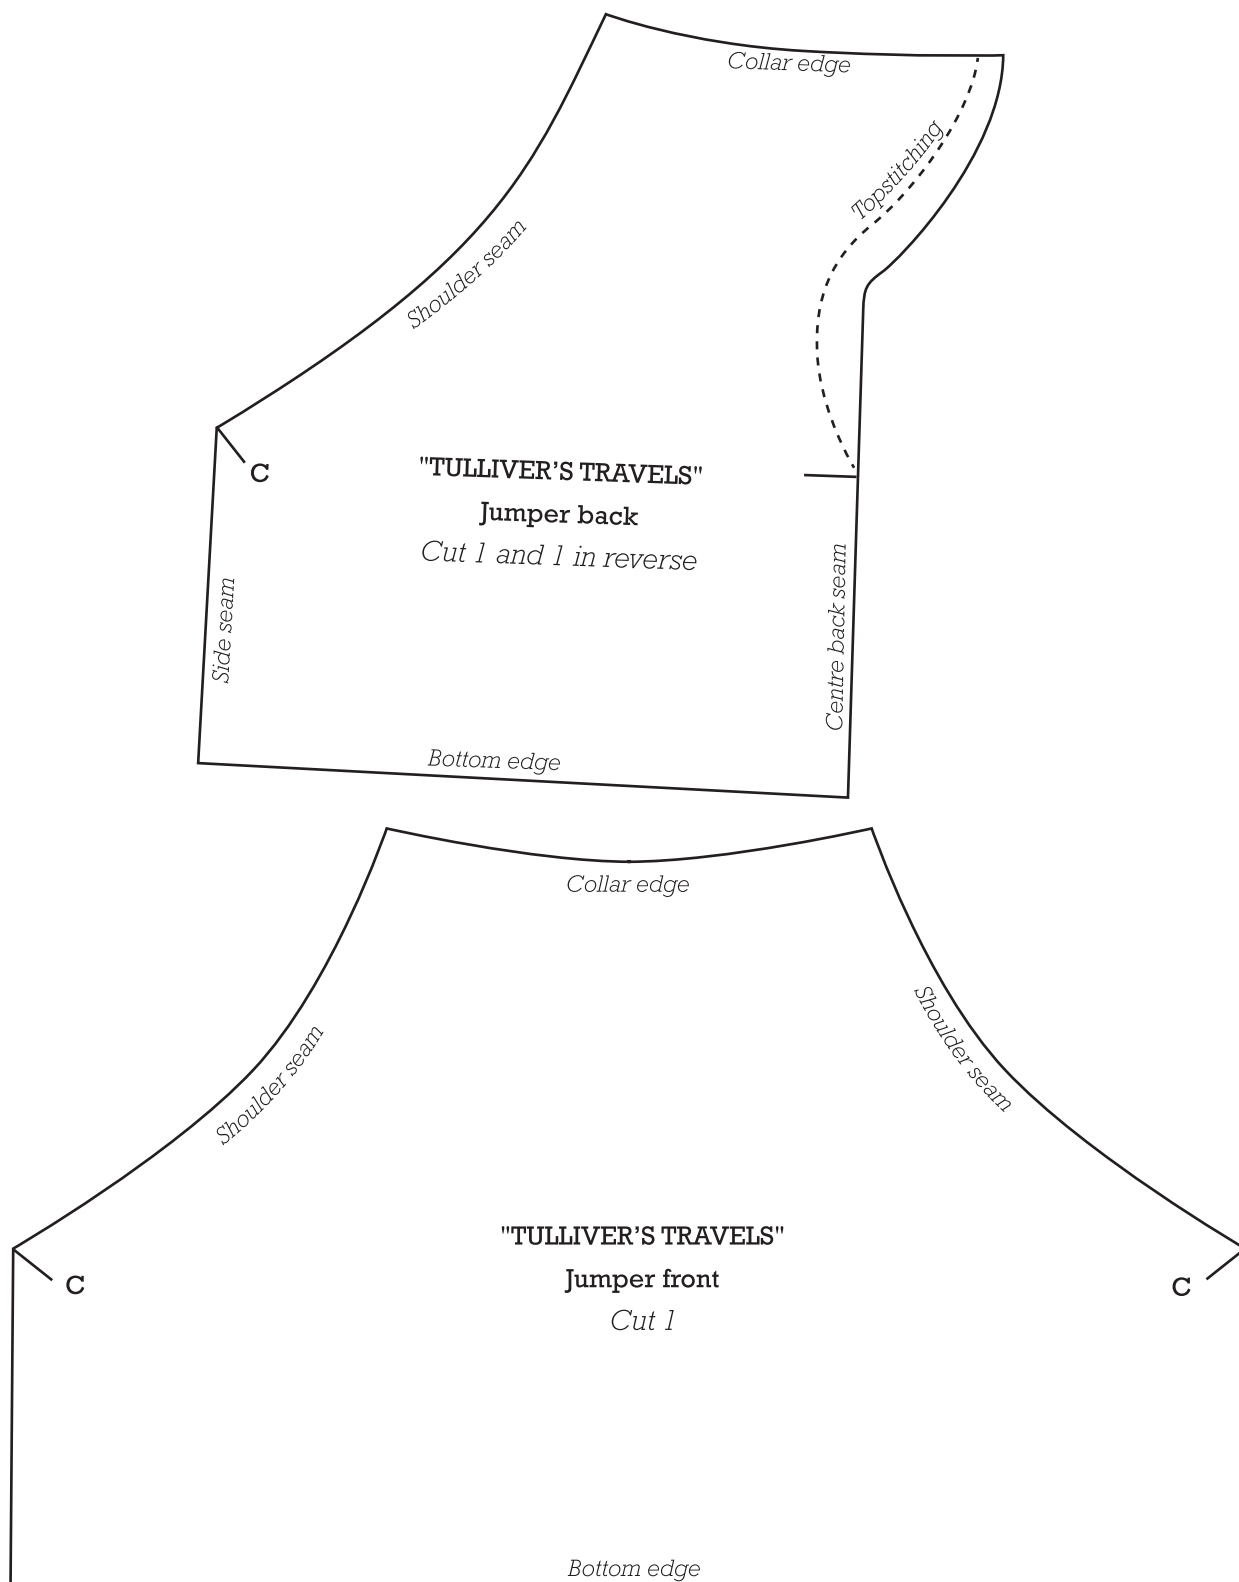 Collar edge
Topstitching
Shoulder seam
C
"TULLIVER’S TRAVELS"
Jumper back
Cut 1 and 1 in reverse
Side seam
Centre back seam
Bottom edge
Collar edge
Shoulder seam
Shoulder seam
"TULLIVER’S TRAVELS"
Jumper front
Cut 1
C
C
Bottom edge